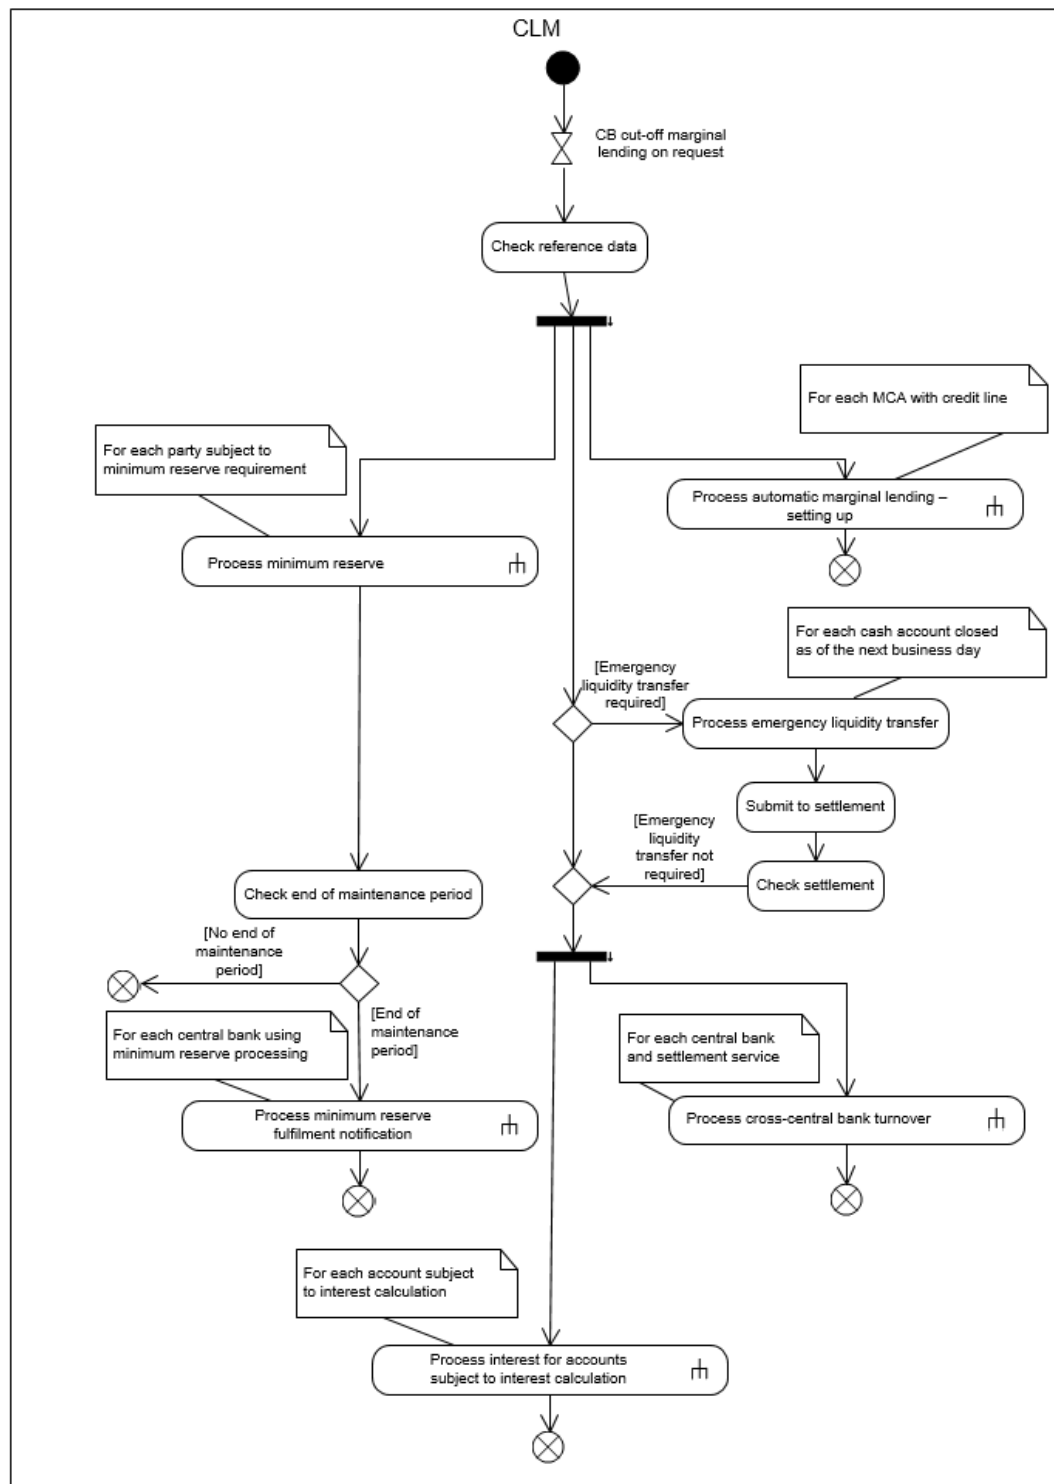 CLM
CB cut-off marginal
lending on request
Check reference data
For each MCA with credit line
For each party subject to
minimum reserve requirement
Process automatic marginal lending –
setting up
Process minimum reserve
For each cash account closed
as of the next business day
[Emergency
liquidity transfer
required]
Process emergency liquidity transfer
Submit to settlement
[Emergency
liquidity
transfer not
required]
Check settlement
Check end of maintenance period
[No end of
maintenance
period]
[End of
maintenance
period]
For each central bank using
minimum reserve processing
For each central bank
and settlement service
Process minimum reserve
fulfilment notification
Process cross-central bank turnover
For each account subject
to interest calculation
Process interest for accounts
subject to interest calculation